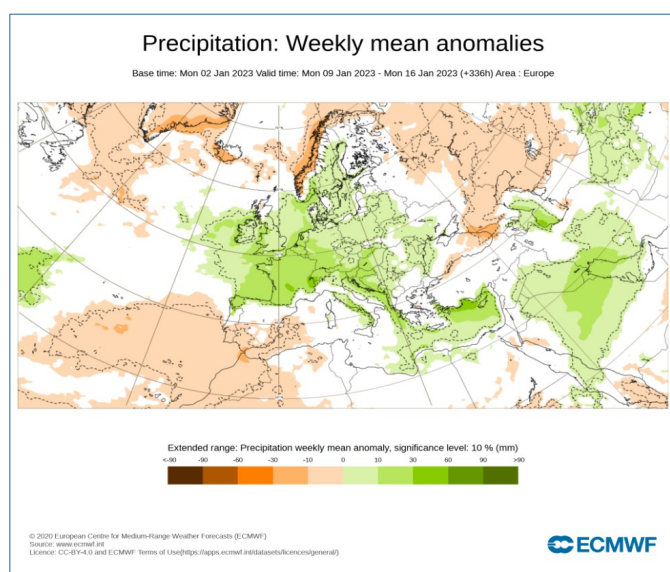 Precipitation: Weekly mean anomalies
Base time: Mon 02 Jan 2023 Valid time: Mon 09 Jan 2023 - Mon 16 Jan 2023 (+336h) Area : Europe
Extended range: Precipitation weekly mean anomaly, significance level: 10 % (mm)
<-90 -90 -60 -30 -10 0 10 30 60 90 >90
© 2020 European Centre for Medium-Range Weather Forecasts (ECMWF)
Source: www.ecmwf.int
Licence: CC-BY-4.0 and ECMWF Terms of Use(https://apps.ecmwf.int/datasets/licences/general/)
ECMWF